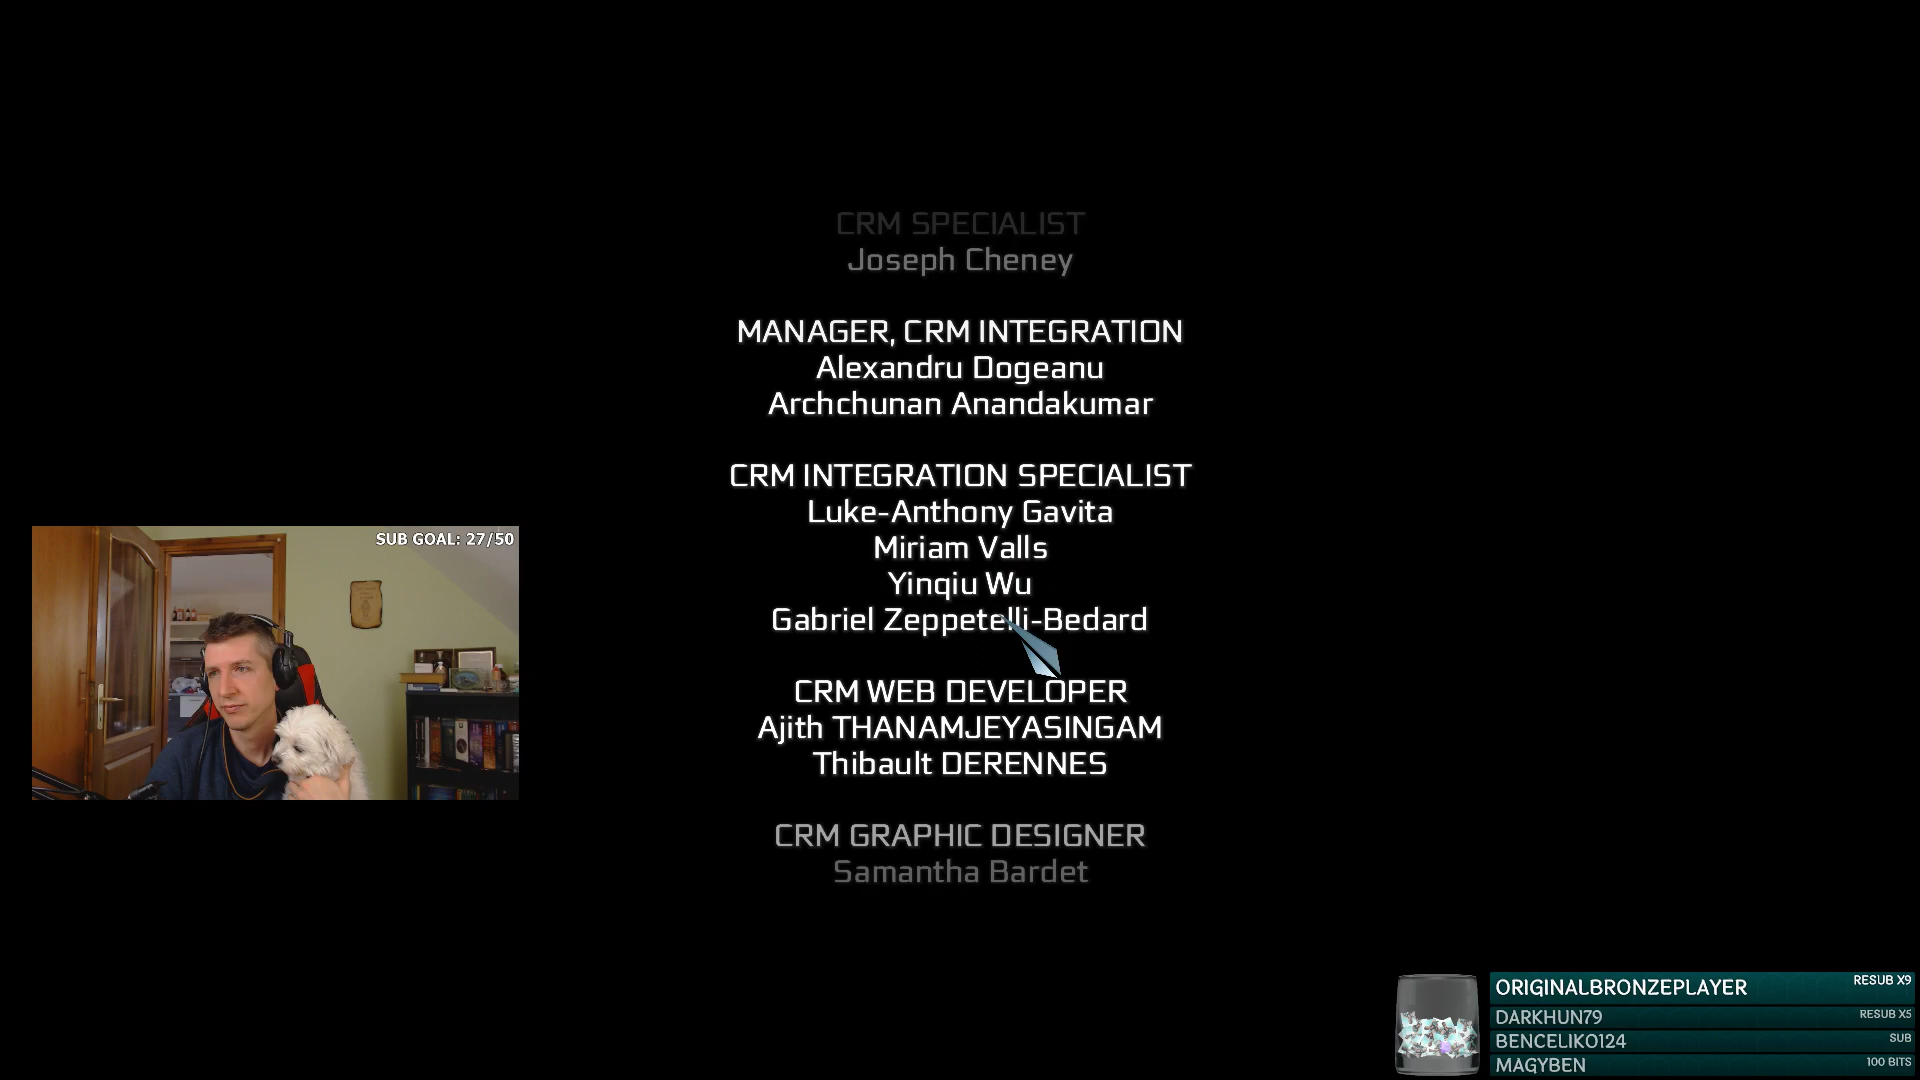 CRM SPECIALIST
Joseph Cheney
MANAGER, CRM INTEGRATION
Alexandru Dogeanu
Archchunan Anandakumar
CRM INTEGRATION SPECIALIST
Luke-Anthony Gavita
Miriam Valls
Yinqiu Wu
Gabriel Zeppetelli-Bedard
CRM WEB DEVELOPER
Ajith THANAMJEYASINGAM
Thibault DERENNES
CRM GRAPHIC DESIGNER
Samantha Bardet
SUB GOAL: 27/50
ORIGINALBRONZEPLAYER RESUB X9
DARKHUN79 RESUB X5
BENCELIKO124 SUB
MAGYBEN 100 BITS